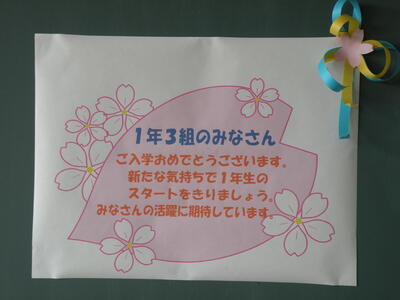 1年3組のみなさん
ご入学おめでとうございます。
新たな気持ちで1年生の
スタートをきりましょう。
みなさんの活躍に期待しています。